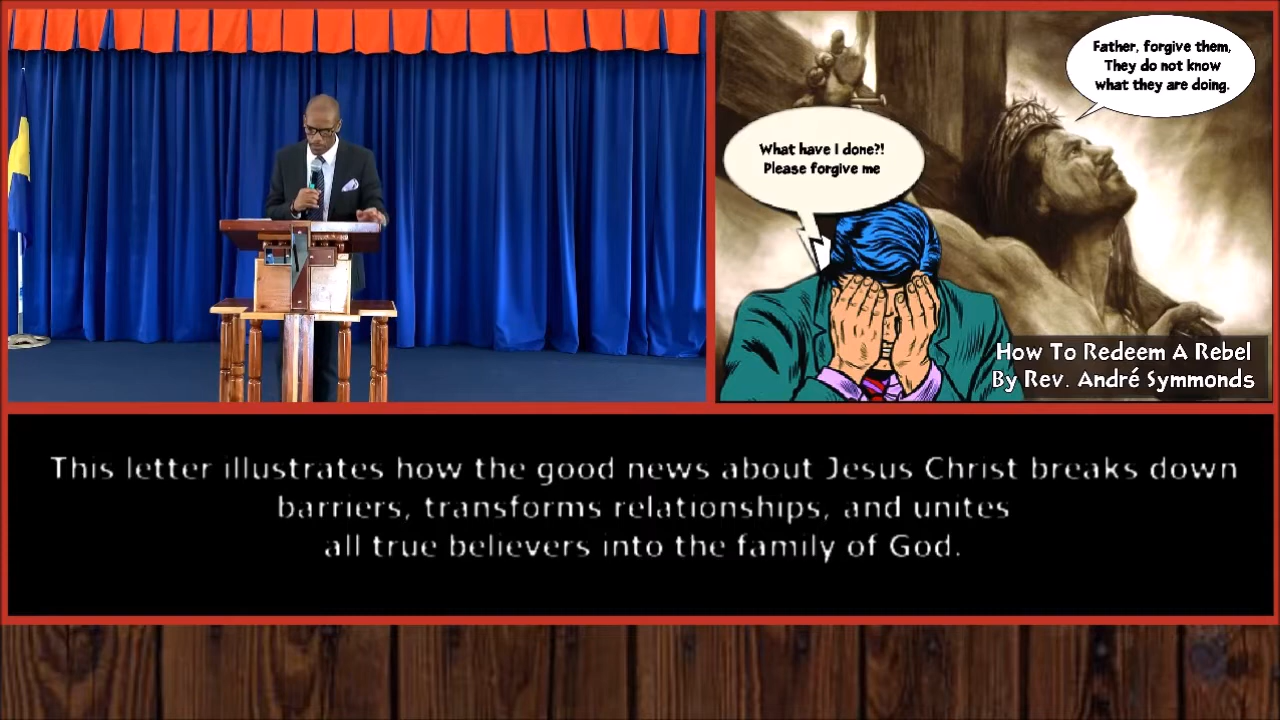 Father, forgive them,
They do not know
what they are doing.
What have I done?!
Please forgive me
How To Redeem A Rebel
By Rev. André Symmonds
This letter illustrates how the good news about Jesus Christ breaks down
barriers, transforms relationships, and unites
all true believers into the family of God.